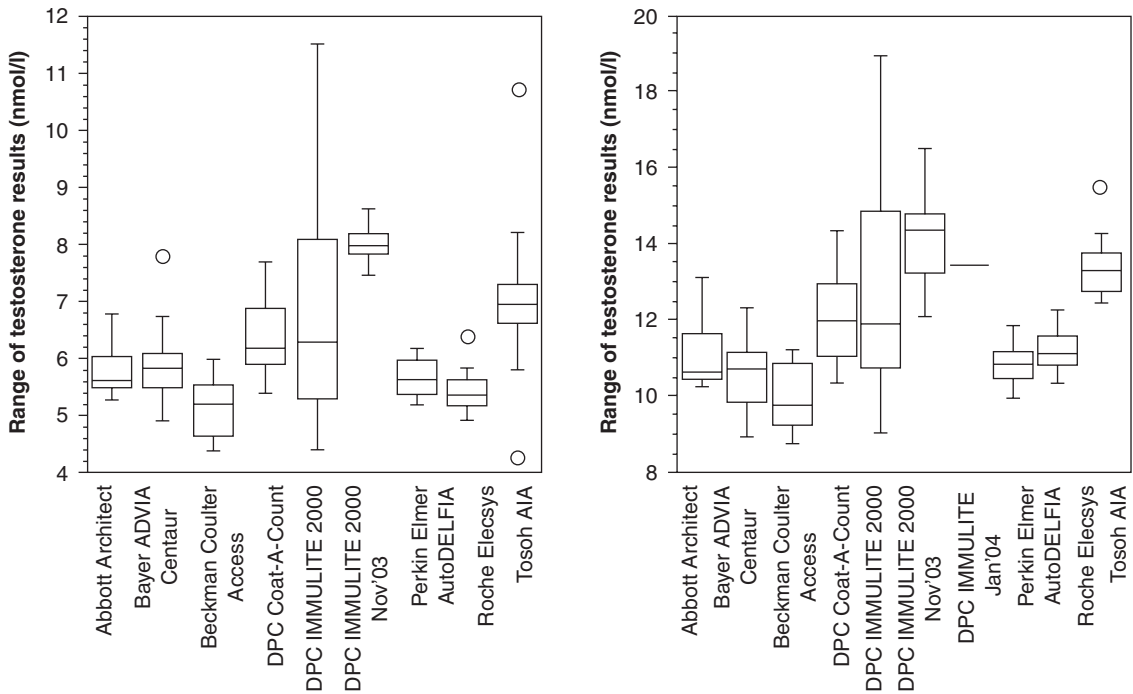 Range of testosterone results (nmol/l)
12
11
10
9
8
7
6
5
4
Abbott Architect
Bayer ADVIA
Centaur
Beckman Coulter
Access
DPC Coat-A-Count
DPC IMMULITE 2000
DPC IMMULITE 2000
Nov'03
Perkin Elmer
AutoDELFIA
Roche Elecsys
Tosoh AIA
Range of testosterone results (nmol/l)
20
18
16
14
12
10
8
Abbott Architect
Bayer ADVIA
Centaur
Beckman Coulter
Access
DPC Coat-A-Count
DPC IMMULITE 2000
DPC IMMULITE 2000
Nov'03
DPC IMMULITE
Jan'04
Perkin Elmer
AutoDELFIA
Roche Elecsys
Tosoh AIA